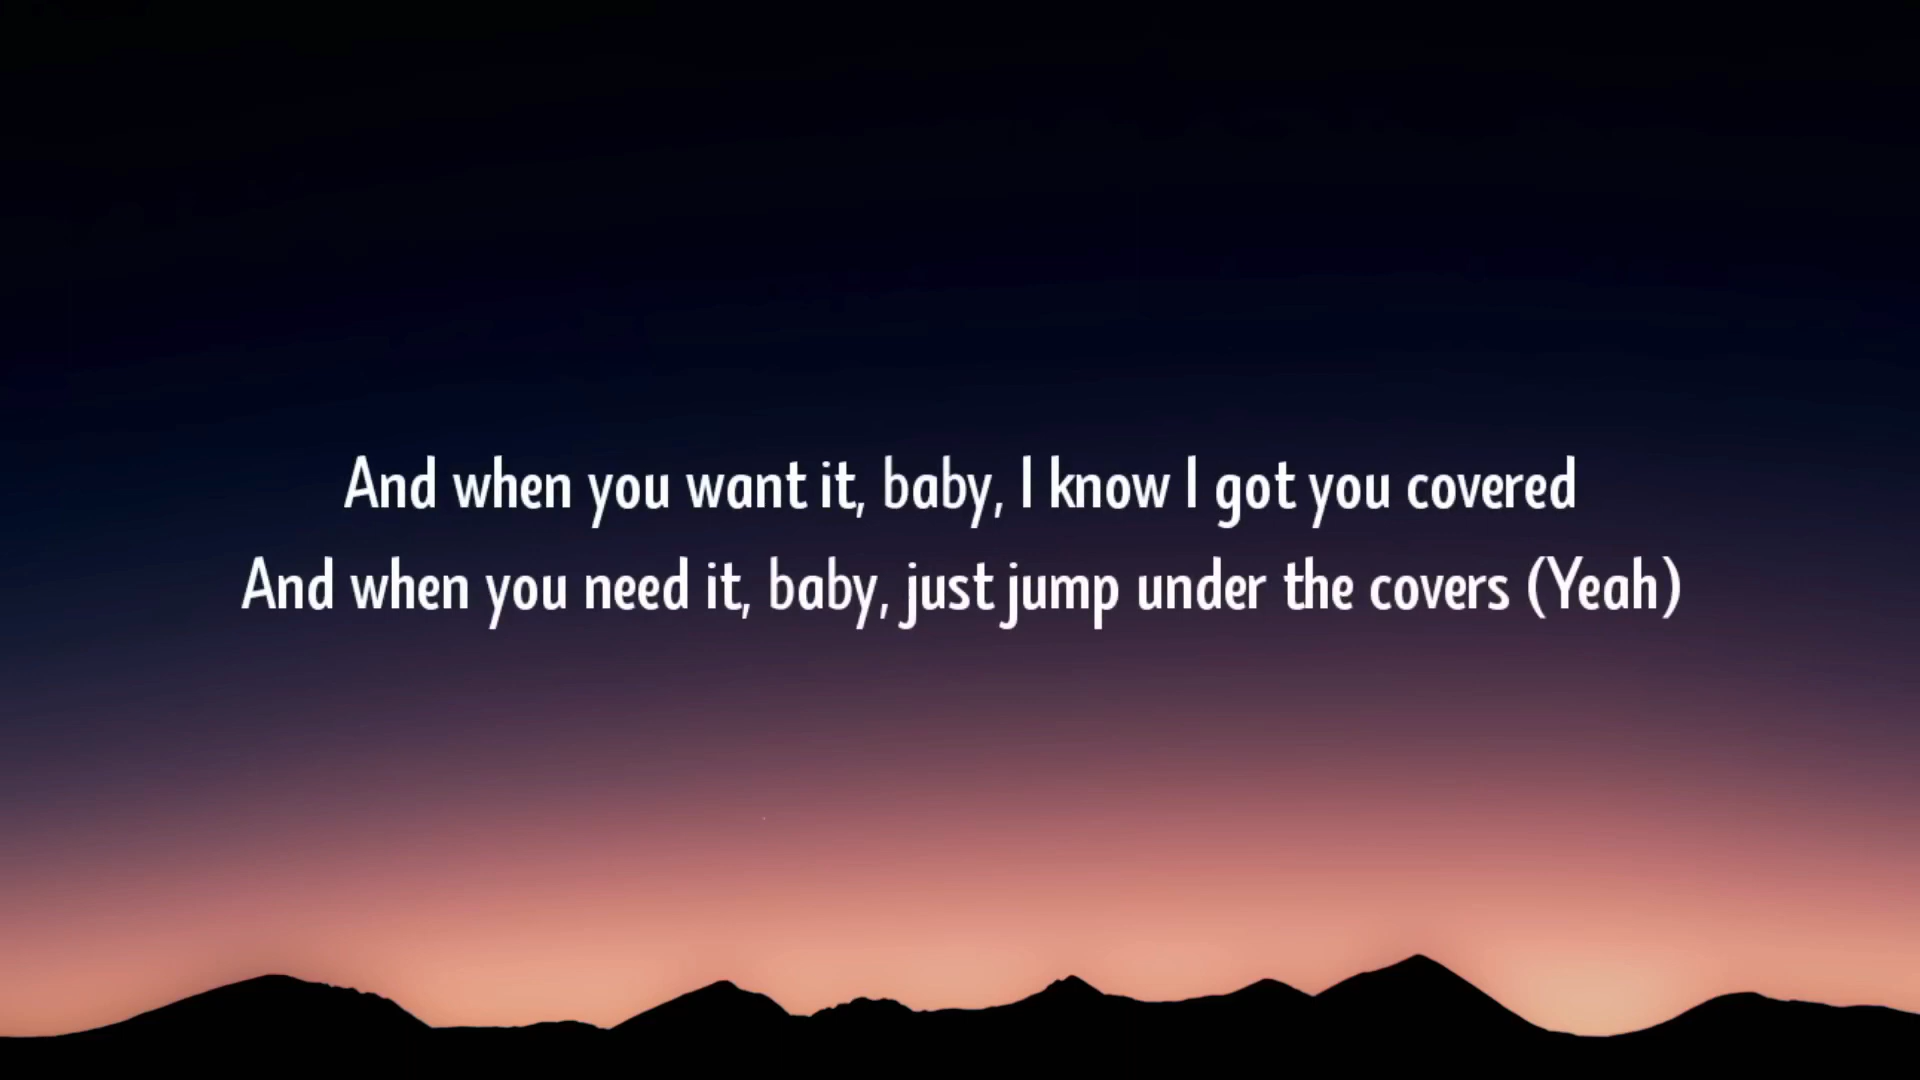 And when you want it, baby, I know I got you covered
And when you need it, baby, just jump under the covers (Yeah)